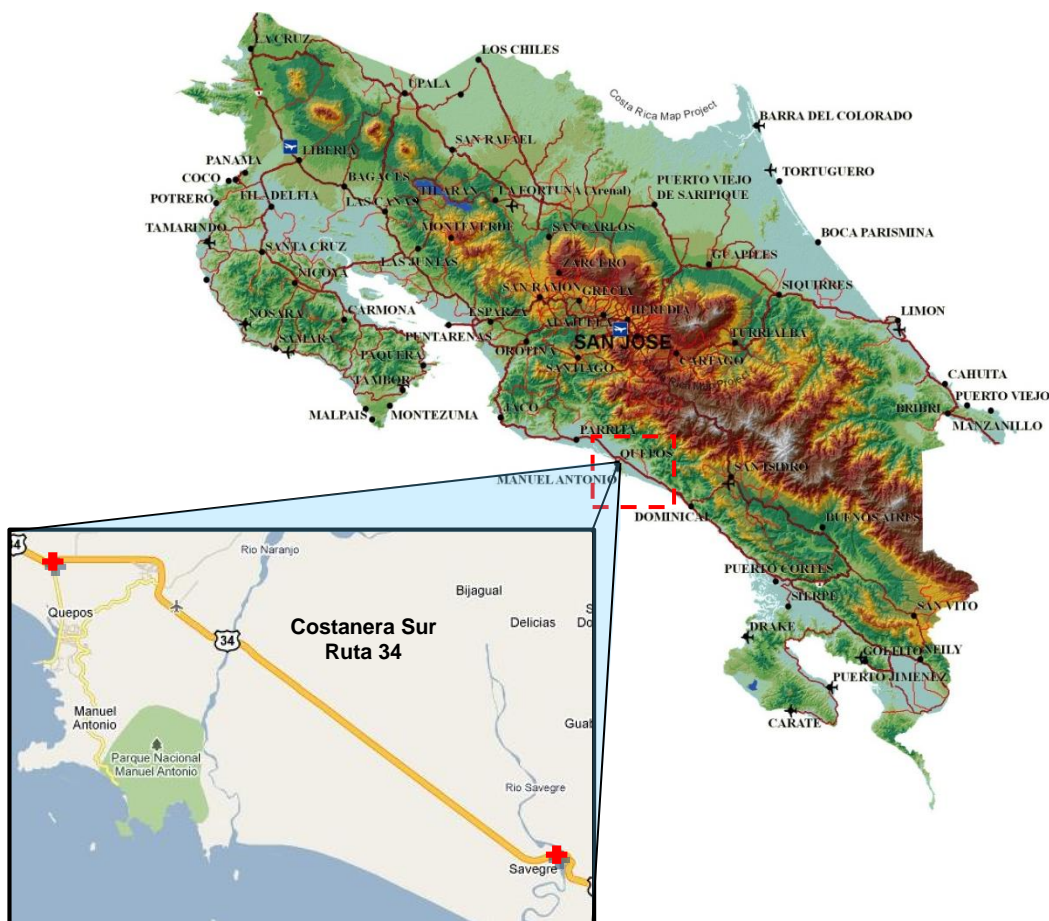 LA CRUZ
LOS CHILES
UPALA
Costa Rica Map Project
BARRA DEL COLORADO
SAN RAFAEL
LIBERIA
PANAMA
COCO
BAGACES
TILARAN
LA FORTUNA (Arenal)
PUERTO VIEJO
DE SARIPIQUE
TORTUGUERO
POTRERO
FILADELFIA
LAS CANAS
TAMARINDO
MONTEVERDE
SAN CARLOS
BOCA PARISMINA
SANTA CRUZ
LAS JUNTAS
ZARCERO
GUAPILES
NICOYA
SAN RAMON
GRECIA
SIQUIRRES
NOSARA
CARMONA
ESPARZA
ALAJUELA
HEREDIA
LIMON
PUNTARENAS
SAMARA
OROTINA
SAN JOSE
TURRIALBA
PAQUERA
SANTIAGO
CARTAGO
TAMBOR
CAHUITA
MALPAIS
MONTEZUMA
JACO
BRIBRI
PUERTO VIEJO
MANZANILLO
PARRITA
QUEPOS
MANUEL ANTONIO
SAN ISIDRO
DOMINICAL
BUENOS AIRES
PUERTO CORTES
SIERPE
SAN VITO
DRAKE
GOLFITO
NEILY
PUERTO JIMENEZ
CARATE
34
Rio Naranjo
Bijagual
Quepos
34
Costanera Sur
Ruta 34
Delicias
Manuel
Antonio
Parque Nacional
Manuel Antonio
Rio Savegre
Savegre